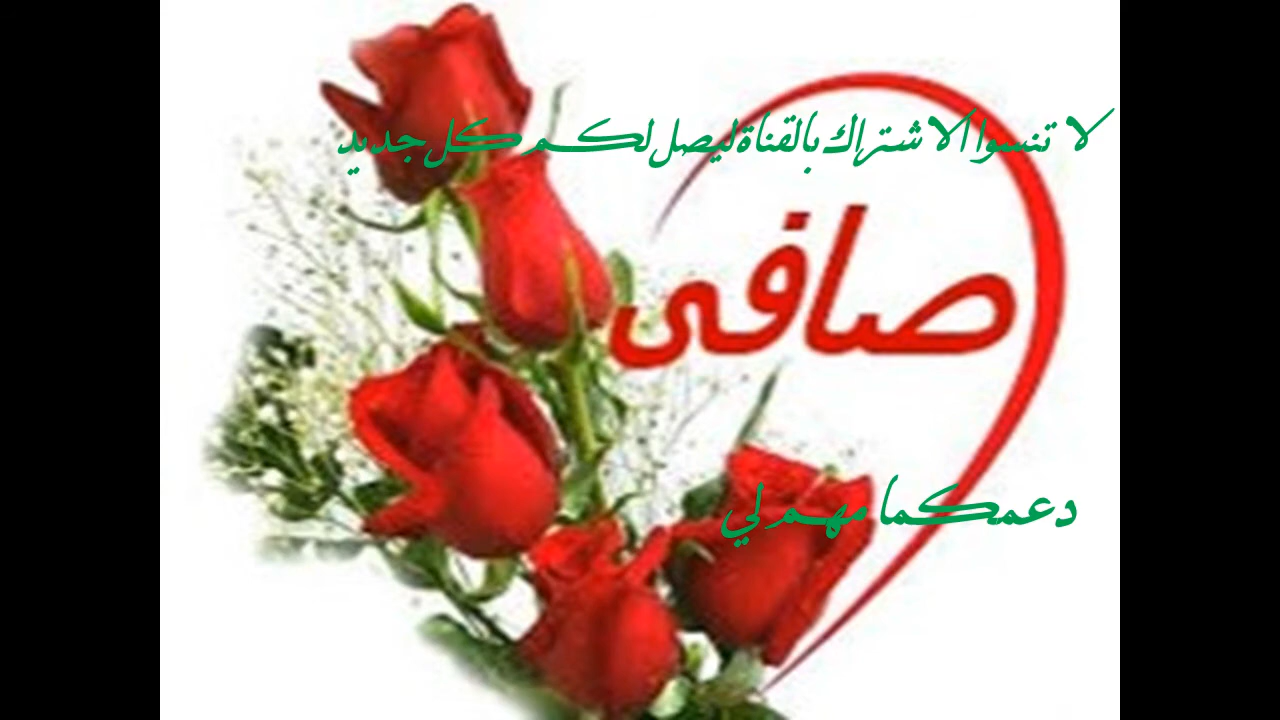 لا تنسوا الاشتراك بالقناة ليصل لكم كل جديد
صافى
دعمكما مهم لي